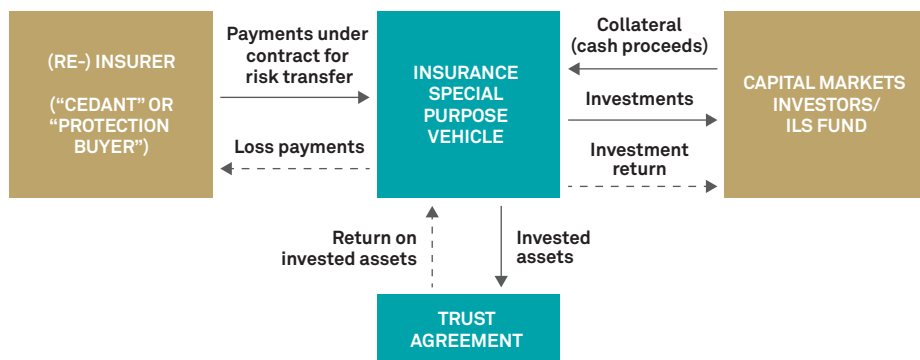 (RE-) INSURER
(“CEDANT” OR
“PROTECTION
BUYER”)
Payments under
contract for
risk transfer
Loss payments
INSURANCE
SPECIAL
PURPOSE
VEHICLE
Collateral
(cash proceeds)
Investments
Investment
return
CAPITAL MARKETS
INVESTORS/
ILS FUND
Return on
invested assets
Invested
assets
TRUST
AGREEMENT